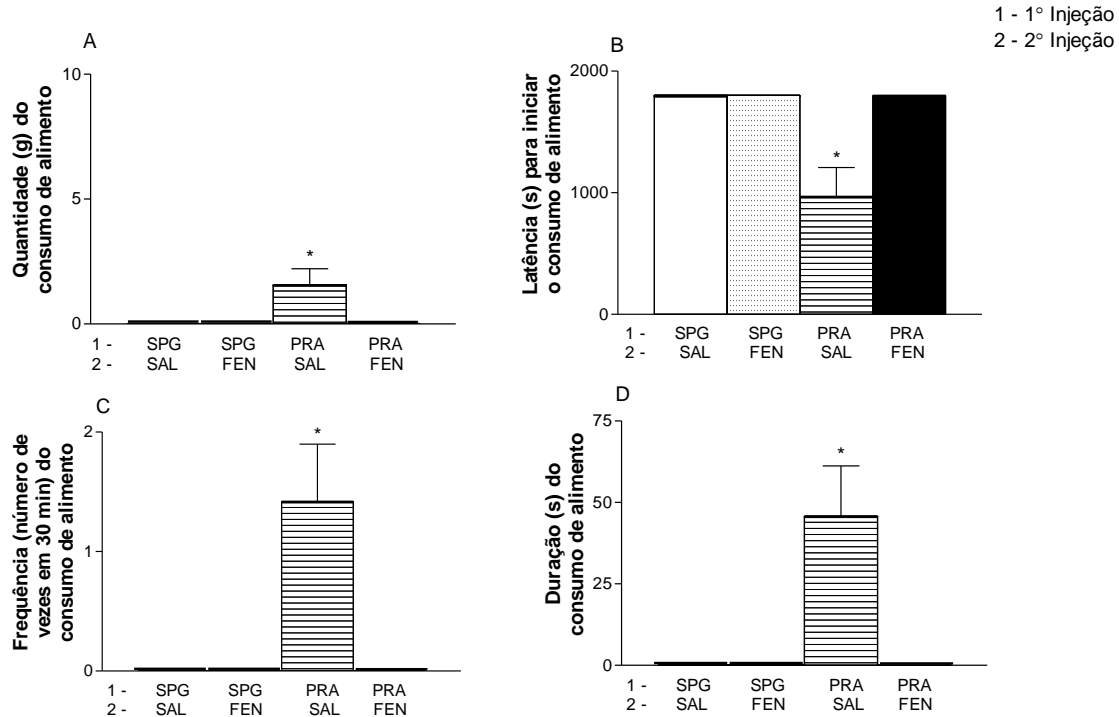 1 - 1° Injeção
2 - 2° Injeção
A
Quantidade (g) do
consumo de alimento
10
5
0
*
1 - SPG SPG PRA PRA
2 - SAL FEN SAL FEN
B
Latência (s) para iniciar
o consumo de alimento
2000
1000
0
*
1 - SPG SPG PRA PRA
2 - SAL FEN SAL FEN
C
Frequência (número de
vezes em 30 min) do
consumo de alimento
2
1
0
*
1 - SPG SPG PRA PRA
2 - SAL FEN SAL FEN
D
Duração (s) do
consumo de alimento
75
50
25
0
*
1 - SPG SPG PRA PRA
2 - SAL FEN SAL FEN